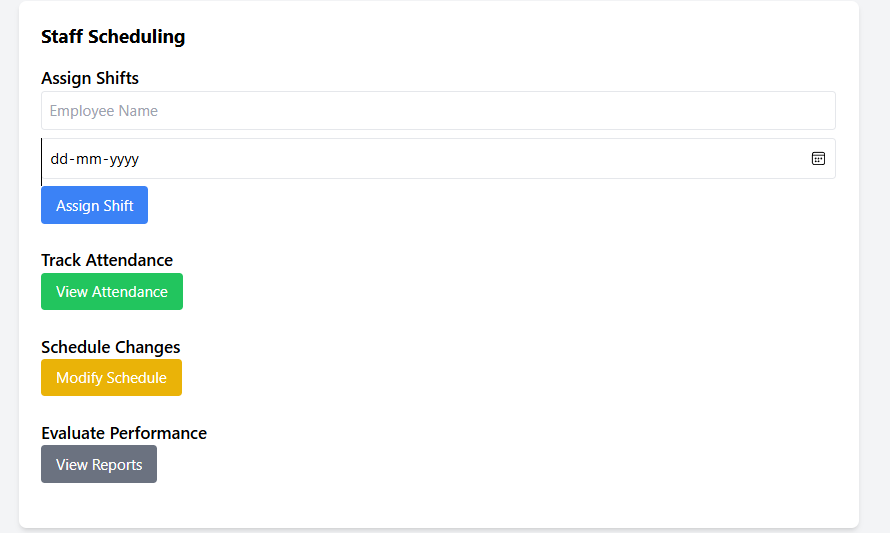 Staff Scheduling
Assign Shifts
Employee Name
dd-mm-yyyy
Assign Shift
Track Attendance
View Attendance
Schedule Changes
Modify Schedule
Evaluate Performance
View Reports